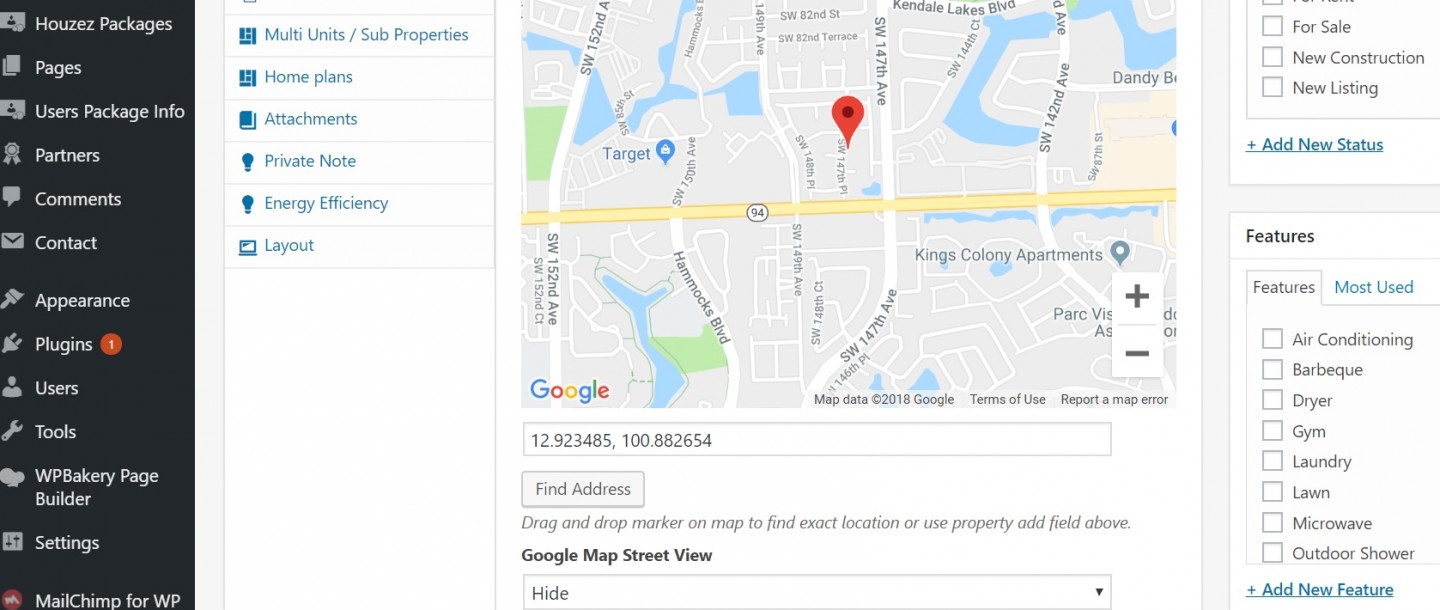 Houzez Packages
Pages
Users Package Info
Partners
Comments
Contact
Appearance
Plugins 1
Users
Tools
WPBakery Page
Builder
Settings
MailChimp for WP
Multi Units / Sub Properties
Home plans
Attachments
Private Note
Energy Efficiency
Layout
SW 152nd Ave
SW 149th Ave
SW 82nd St
SW 82nd Terrace
Kendale Lakes Blvd
SW 147th Ave
SW 144th Ct
SW 142nd Ave
Dandy Be
SW 85th St
Target
SW 150th Ave
SW 148th Pl
SW 147th Pl
SW 87th St
94
SW 152nd Ave
SW 152nd Ct
Hammocks Blvd
SW 149th Ave
SW 148th Ct
SW 147th Ave
SW 146th Pl
Kings Colony Apartments
Parc Vis
+
−
Google
Map data ©2018 Google
Terms of Use
Report a map error
12.923485, 100.882654
Find Address
Drag and drop marker on map to find exact location or use property add field above.
Google Map Street View
Hide
For Rent
For Sale
New Construction
New Listing
+ Add New Status
Features
Features
Most Used
Air Conditioning
Barbeque
Dryer
Gym
Laundry
Lawn
Microwave
Outdoor Shower
+ Add New Feature